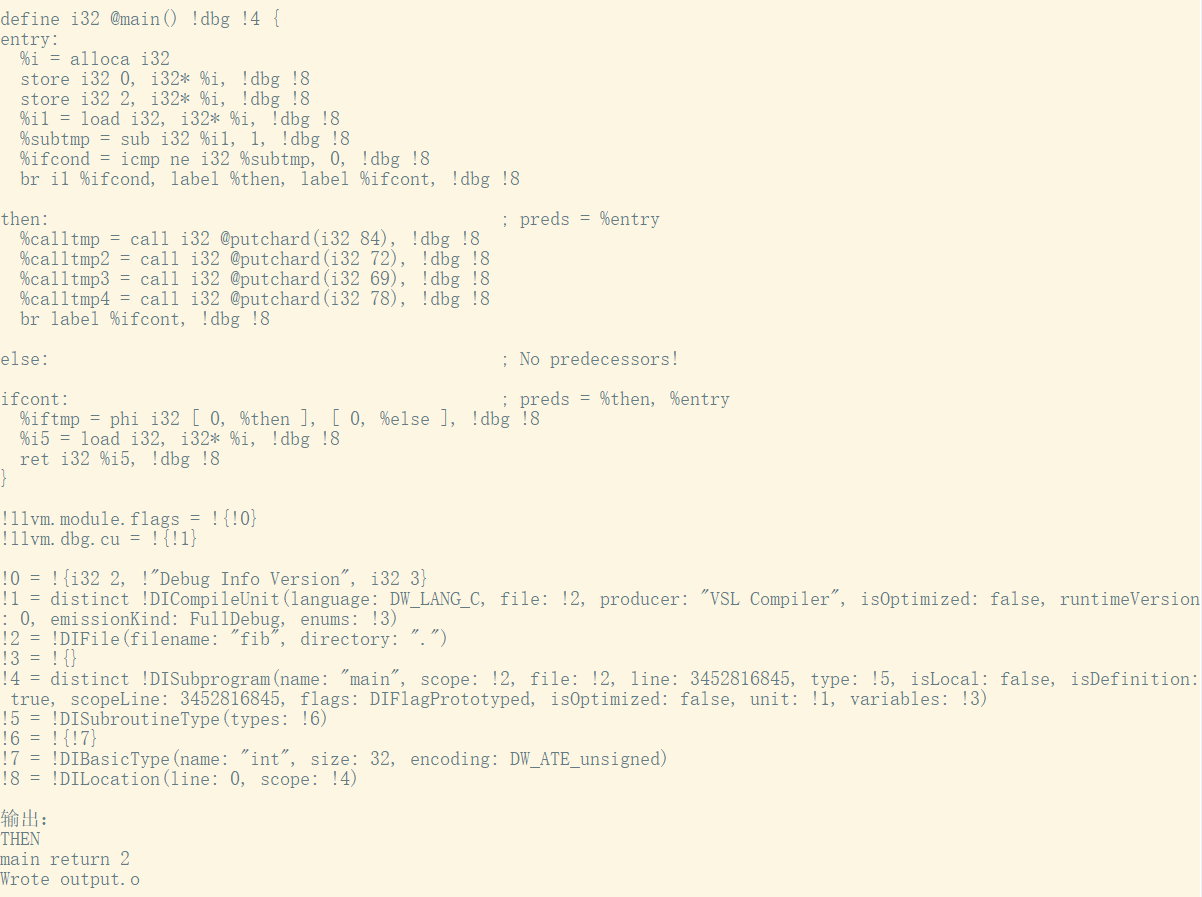 define i32 @main() !dbg !4 {
entry:
  %i = alloca i32
  store i32 0, i32* %i, !dbg !8
  store i32 2, i32* %i, !dbg !8
  %i1 = load i32, i32* %i, !dbg !8
  %subtmp = sub i32 %i1, 1, !dbg !8
  %ifcond = icmp ne i32 %subtmp, 0, !dbg !8
  br i1 %ifcond, label %then, label %ifcont, !dbg !8

then:                                             ; preds = %entry
  %calltmp = call i32 @putchard(i32 84), !dbg !8
  %calltmp2 = call i32 @putchard(i32 72), !dbg !8
  %calltmp3 = call i32 @putchard(i32 69), !dbg !8
  %calltmp4 = call i32 @putchard(i32 78), !dbg !8
  br label %ifcont, !dbg !8

else:                                             ; No predecessors!

ifcont:                                           ; preds = %then, %entry
  %iftmp = phi i32 [ 0, %then ], [ 0, %else ], !dbg !8
  %i5 = load i32, i32* %i, !dbg !8
  ret i32 %i5, !dbg !8
}

!llvm.module.flags = !{!0}
!llvm.dbg.cu = !{!1}

!0 = !{i32 2, !"Debug Info Version", i32 3}
!1 = distinct !DICompileUnit(language: DW_LANG_C, file: !2, producer: "VSL Compiler", isOptimized: false, runtimeVersion
: 0, emissionKind: FullDebug, enums: !3)
!2 = !DIFile(filename: "fib", directory: ".")
!3 = !{}
!4 = distinct !DISubprogram(name: "main", scope: !2, file: !2, line: 3452816845, type: !5, isLocal: false, isDefinition:
 true, scopeLine: 3452816845, flags: DIFlagPrototyped, isOptimized: false, unit: !1, variables: !3)
!5 = !DISubroutineType(types: !6)
!6 = !{!7}
!7 = !DIBasicType(name: "int", size: 32, encoding: DW_ATE_unsigned)
!8 = !DILocation(line: 0, scope: !4)

输出:
THEN
main return 2
Wrote output.o